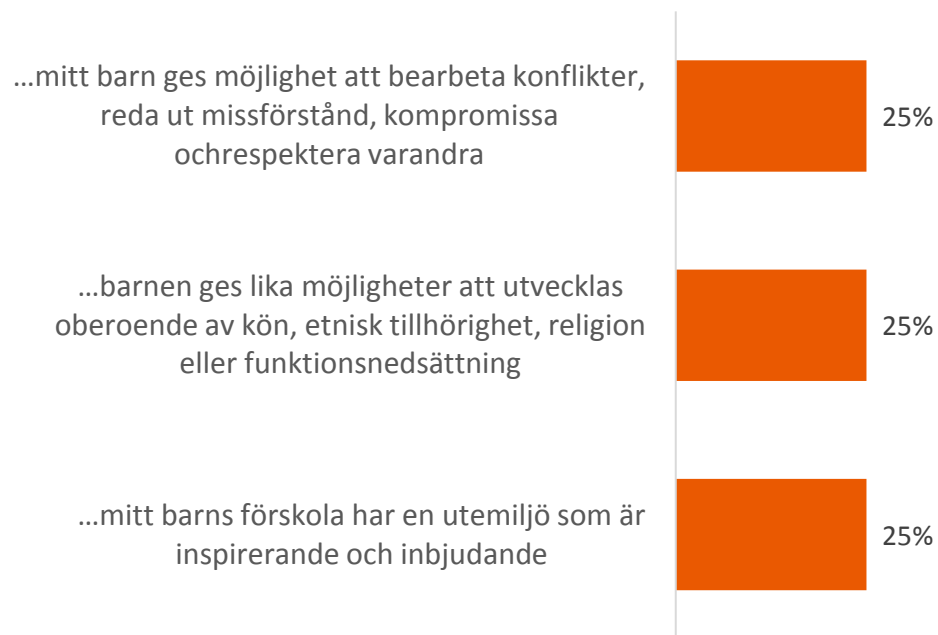 …mitt barn ges möjlighet att bearbeta konflikter,
reda ut missförstånd, kompromissa
ochrespektera varandra
25%
…barnen ges lika möjligheter att utvecklas
oberoende av kön, etnisk tillhörighet, religion
eller funktionsnedsättning
25%
…mitt barns förskola har en utemiljö som är
inspirerande och inbjudande
25%